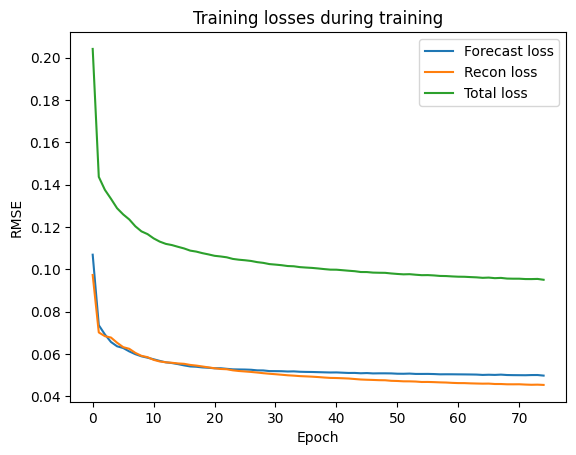 Training losses during training
Forecast loss
Recon loss
Total loss
RMSE
0.20
0.18
0.16
0.14
0.12
0.10
0.08
0.06
0.04
0 10 20 30 40 50 60 70
Epoch